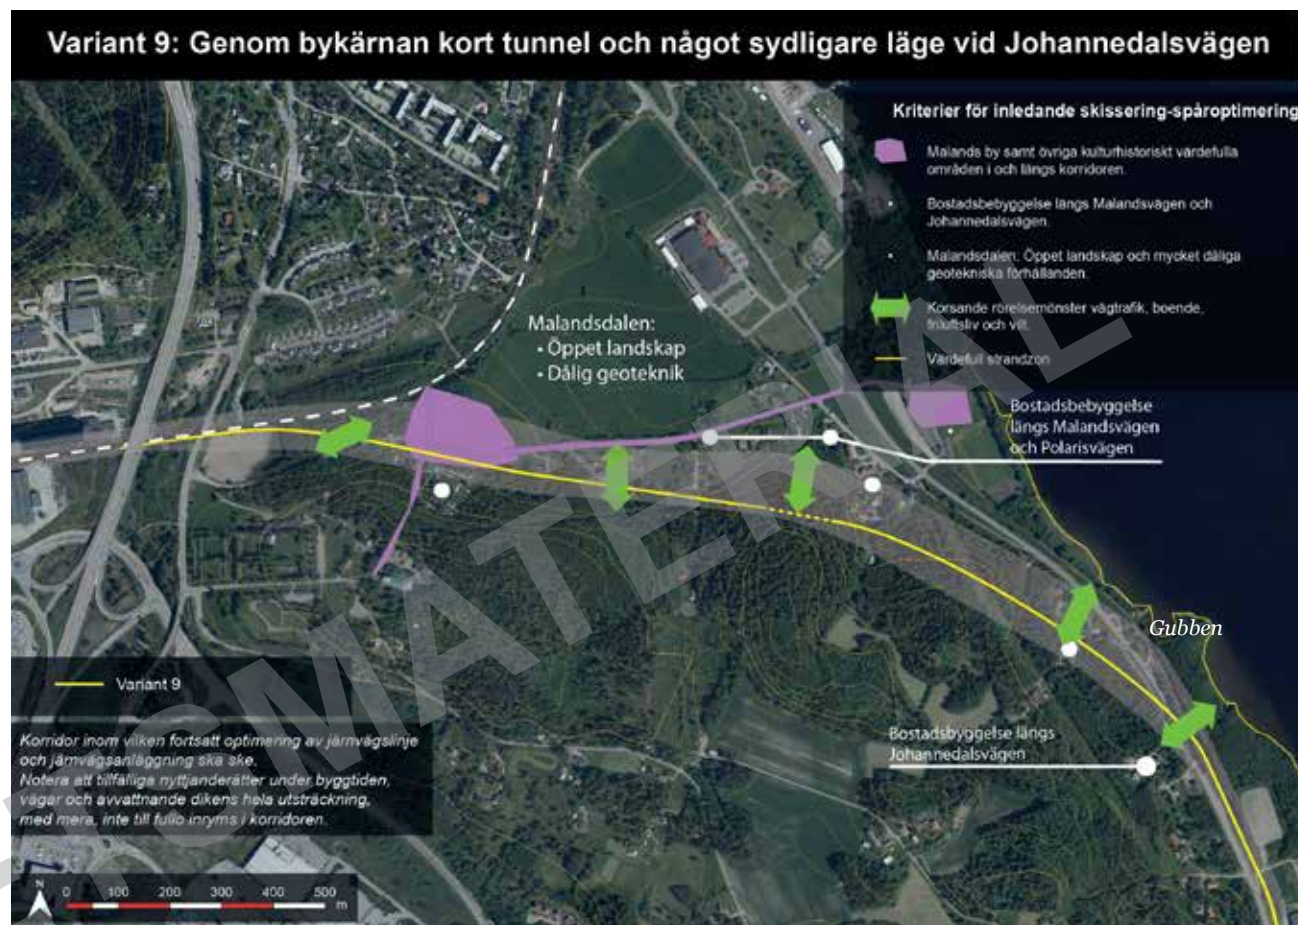 Variant 9: Genom bykärnan kort tunnel och något sydligare läge vid Johannedalsvägen
Kriterier för inledande skissering-spåroptimering
Malands by samt övriga kulturhistoriskt värdefulla
områden i och längs korridoren.
Bostadsbebyggelse längs Malandsvägen och
Johannedalsvägen.
Malandsdalen: Öppet landskap och mycket dåliga
geotekniska förhållanden.
Korsande rörelsemönster vägtrafik, boende,
friluftsliv och vilt.
Värdefull strandzon
Malandsdalen:
• Öppet landskap
• Dålig geoteknik
Bostadsbebyggelse
längs Malandsvägen
och Polarisvägen
Gubben
Bostadsbyggelse längs
Johannedalsvägen
Variant 9
Korridor inom vilken fortsatt optimering av järnvägslinje
och järnvägsanläggning ska ske.
Notera att tillfälliga nyttjanderätter under byggtiden,
vägar och avvattnande dikens hela utsträckning,
med mera, inte till fullo inryms i korridoren.
N
0 100 200 300 400 500
m
TSMATERIAL